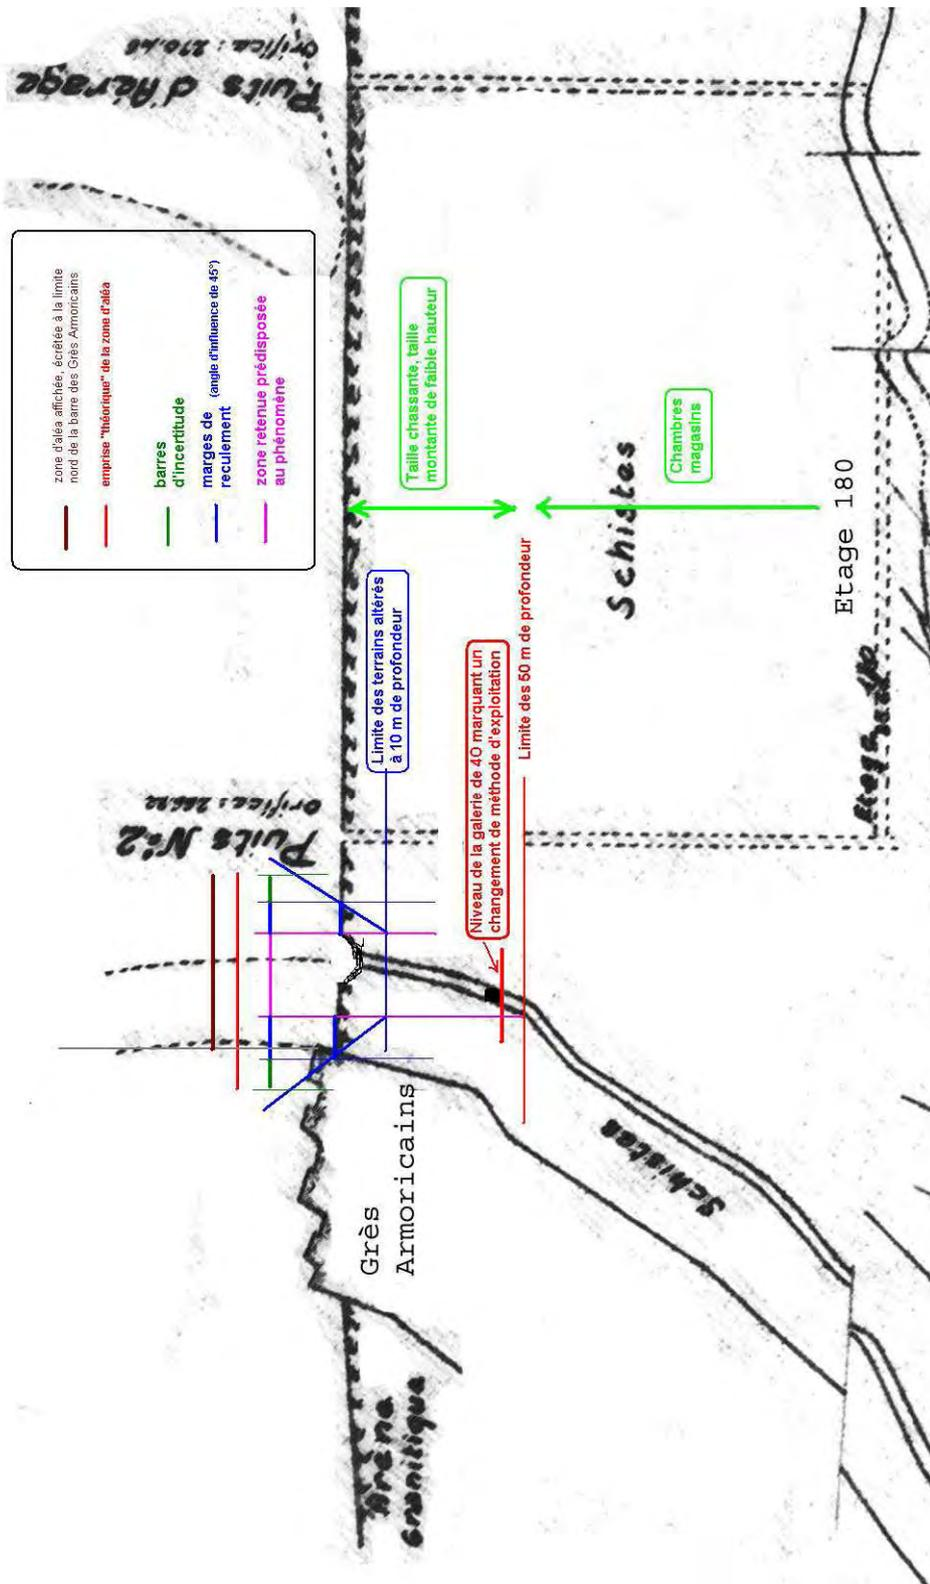 zone d'aléa affichée, écrêtée à la limite
nord de la barre des Grès Armoricains
emprise "théorique" de la zone d'aléa
barres
d'incertitude
marges de (angle d'influence de 45°)
reculement
zone retenue prédisposée
au phénomène
Puits d'Aérage
Puits N°2
Limite des terrains altérés
à 10 m de profondeur
Taille chassante, taille
montante de faible hauteur
Niveau de la galerie de 40 marquant un
changement de méthode d'exploitation
Limite des 50 m de profondeur
Chambres
magasins
Schistes
Etage 180
Grès
Armoricains
Schistes
Arène
Granitique